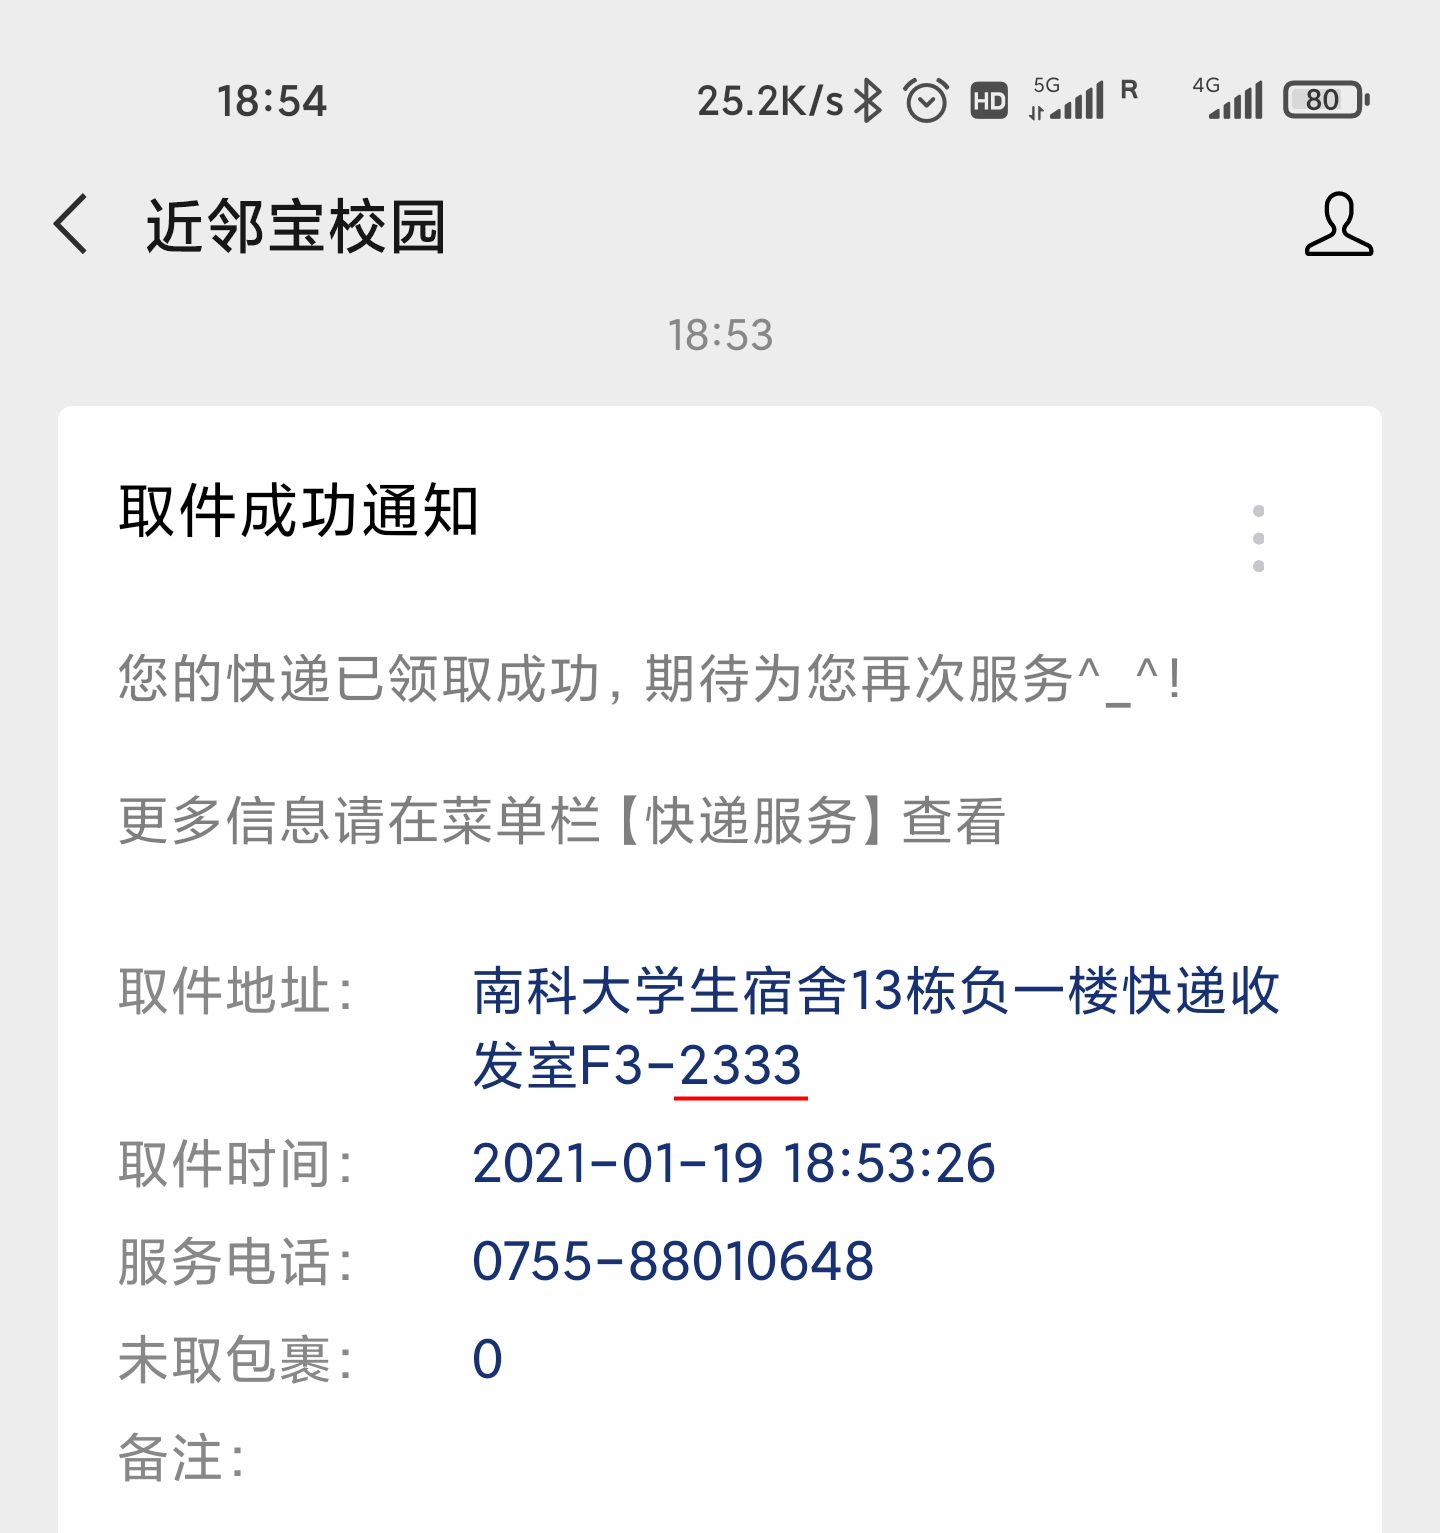 18:54 25.2K/s HD 5G R 4G 80
近邻宝校园
18:53
取件成功通知
您的快递已领取成功, 期待为您再次服务^_^!
更多信息请在菜单栏【快递服务】查看
取件地址: 南科大学生宿舍13栋负一楼快递收
发室F3-2333
取件时间: 2021-01-19 18:53:26
服务电话: 0755-88010648
未取包裹: 0
备注: